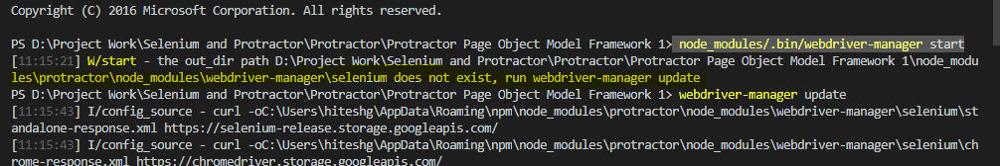 Copyright (C) 2016 Microsoft Corporation. All rights reserved.
PS D:\Project Work\Selenium and Protractor\Protractor\Protractor Page Object Model Framework 1> node_modules/.bin/webdriver-manager start
[11:15:21] W/start - the out_dir path D:\Project Work\Selenium and Protractor\Protractor\Protractor Page Object Model Framework 1\node_modu
les\protractor\node_modules\webdriver-manager\selenium does not exist, run webdriver-manager update
PS D:\Project Work\Selenium and Protractor\Protractor\Protractor Page Object Model Framework 1> webdriver-manager update
[11:15:43] I/config_source - curl -oC:\Users\hiteshg\AppData\Roaming\npm\node_modules\protractor\node_modules\webdriver-manager\selenium\st
andalone-response.xml https://selenium-release.storage.googleapis.com/
[11:15:43] I/config_source - curl -oC:\Users\hiteshg\AppData\Roaming\npm\node_modules\protractor\node_modules\webdriver-manager\selenium\ch
rome-response.xml https://chromedriver.storage.googleapis.com/